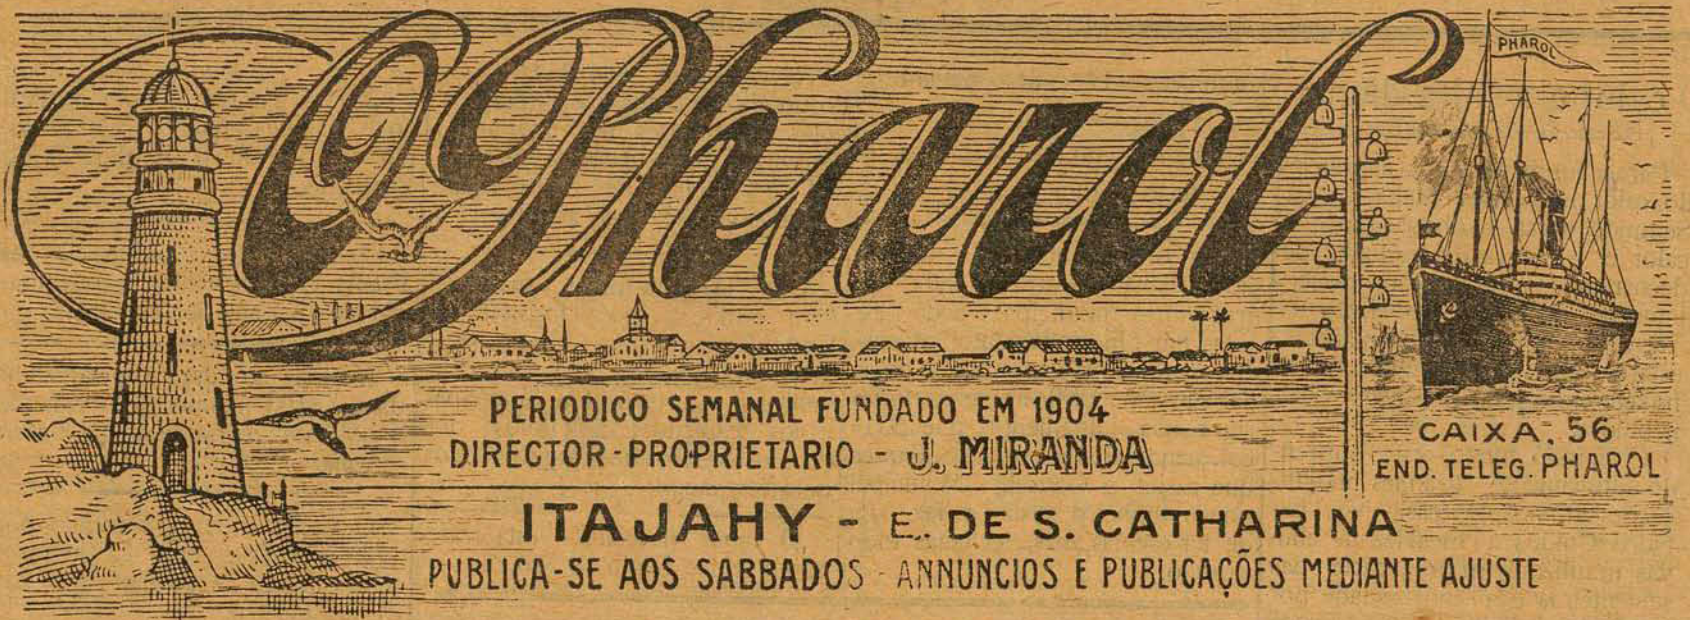 O Pharol
PHAROL
PERIODICO SEMANAL FUNDADO EM 1904
DIRECTOR-PROPRIETARIO - J. MIRANDA
CAIXA, 56
END. TELEG. PHAROL
ITAJAHY - E. DE S. CATHARINA
PUBLICA-SE AOS SABBADOS - ANNUNCIOS E PUBLICAÇÕES MEDIANTE AJUSTE